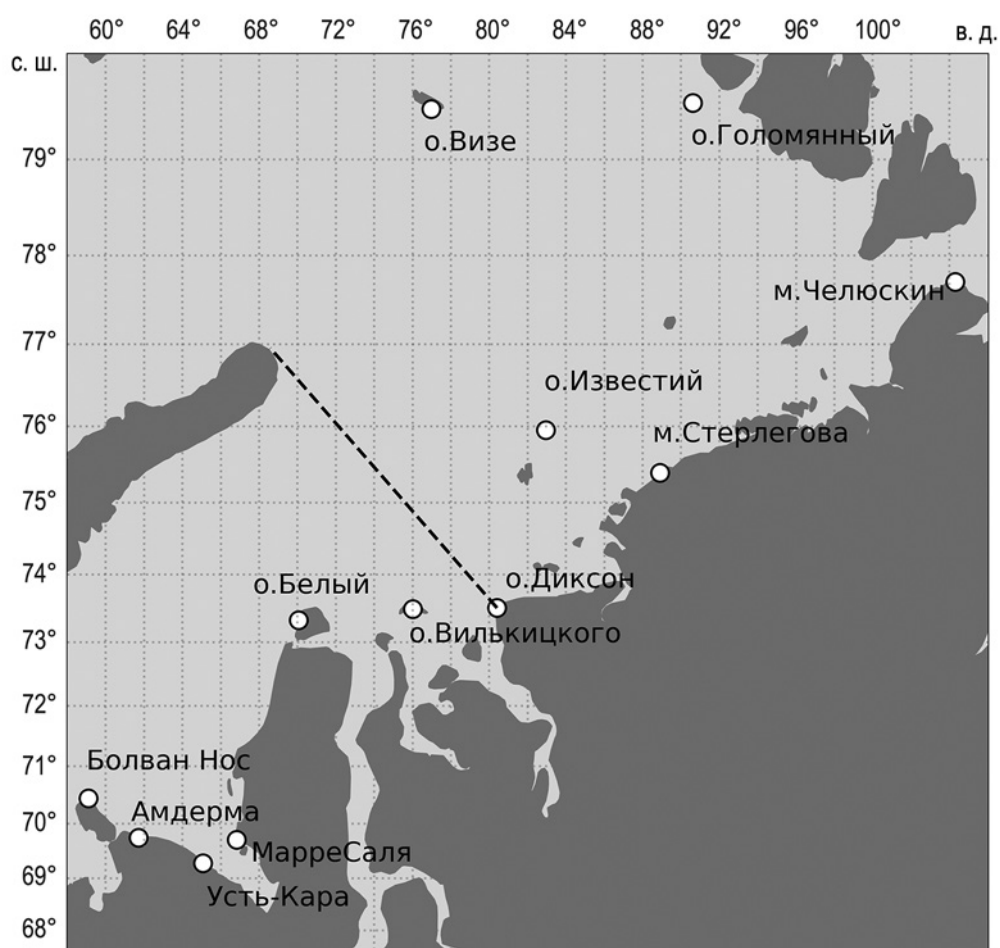 60° 64° 68° 72° 76° 80° 84° 88° 92° 96° 100° в. д.
с. ш.
79°
78°
77°
76°
75°
74°
73°
72°
71°
70°
69°
68°
о.Визе
о.Голомянный
м.Челюскин
о.Известий
м.Стерлегова
о.Диксон
о.Белый
о.Вилькицкого
Болван Нос
Амдерма
МарреСаля
Усть-Кара